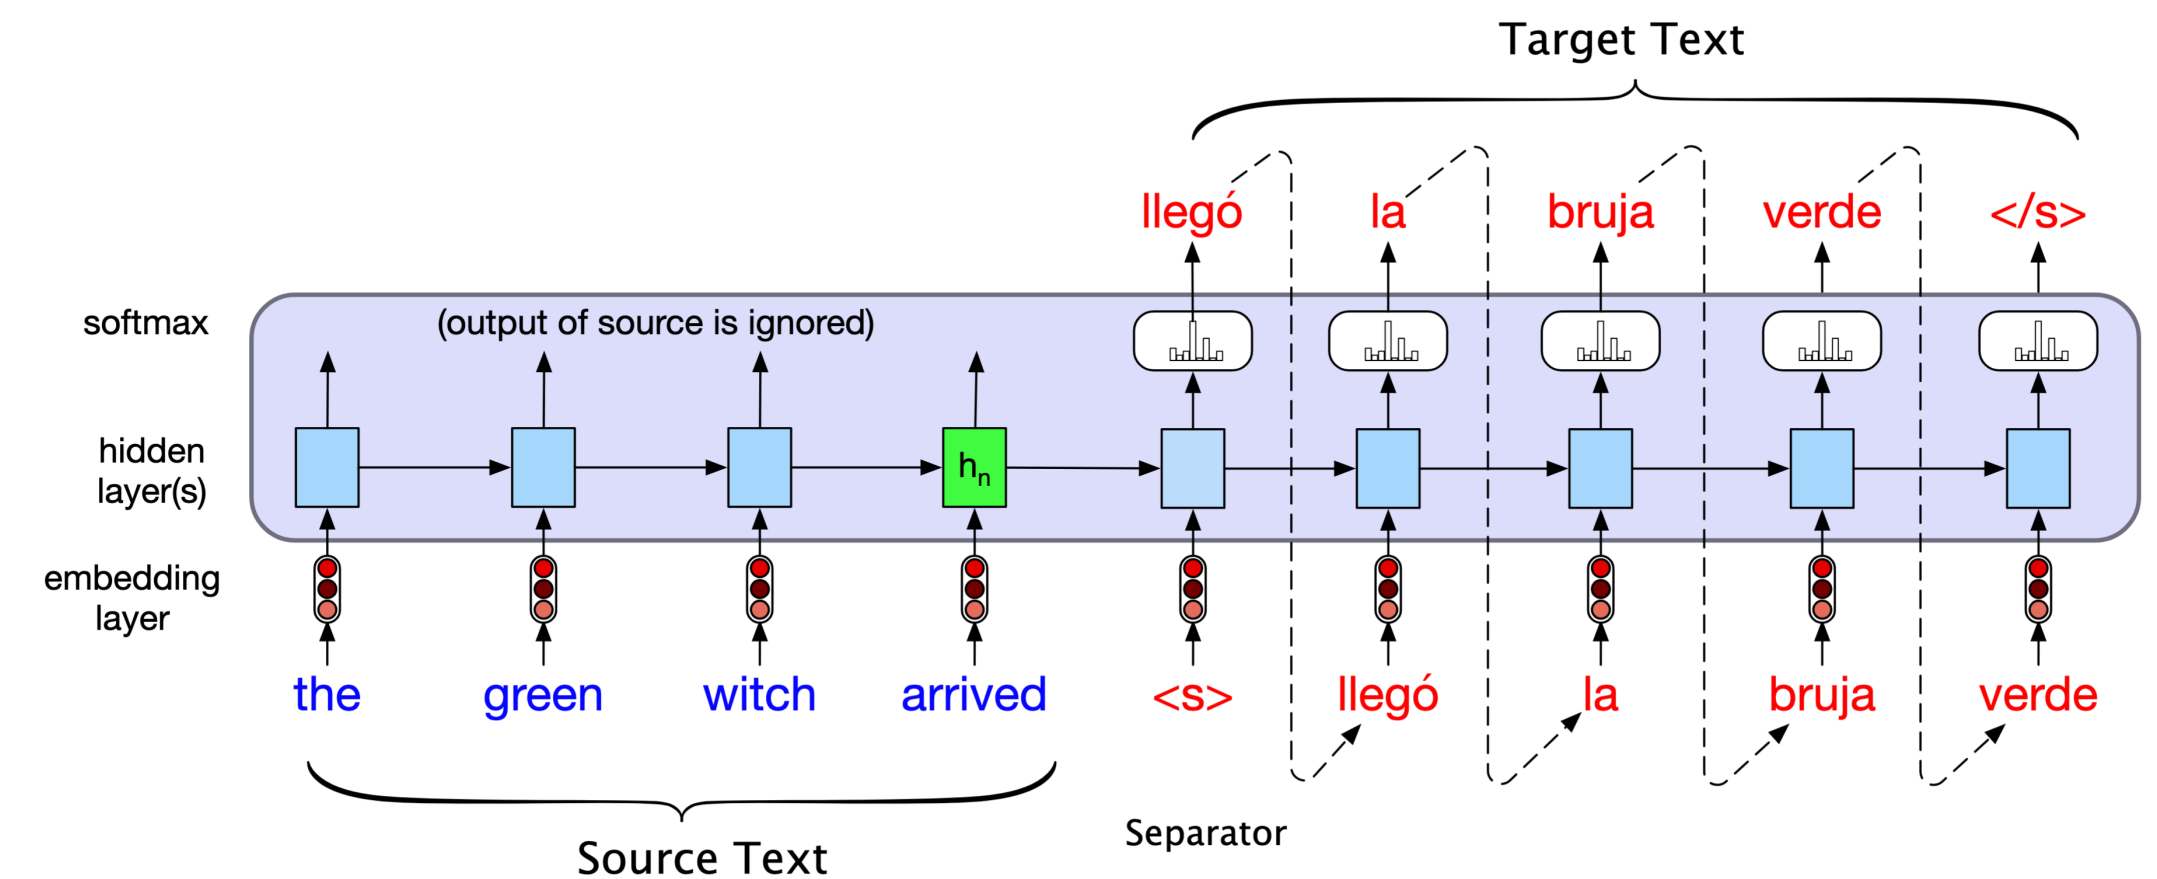 Target Text
llegó la bruja verde </s>
softmax
(output of source is ignored)
hidden
layer(s)
hn
embedding
layer
the green witch arrived <s> llegó la bruja verde
Separator
Source Text